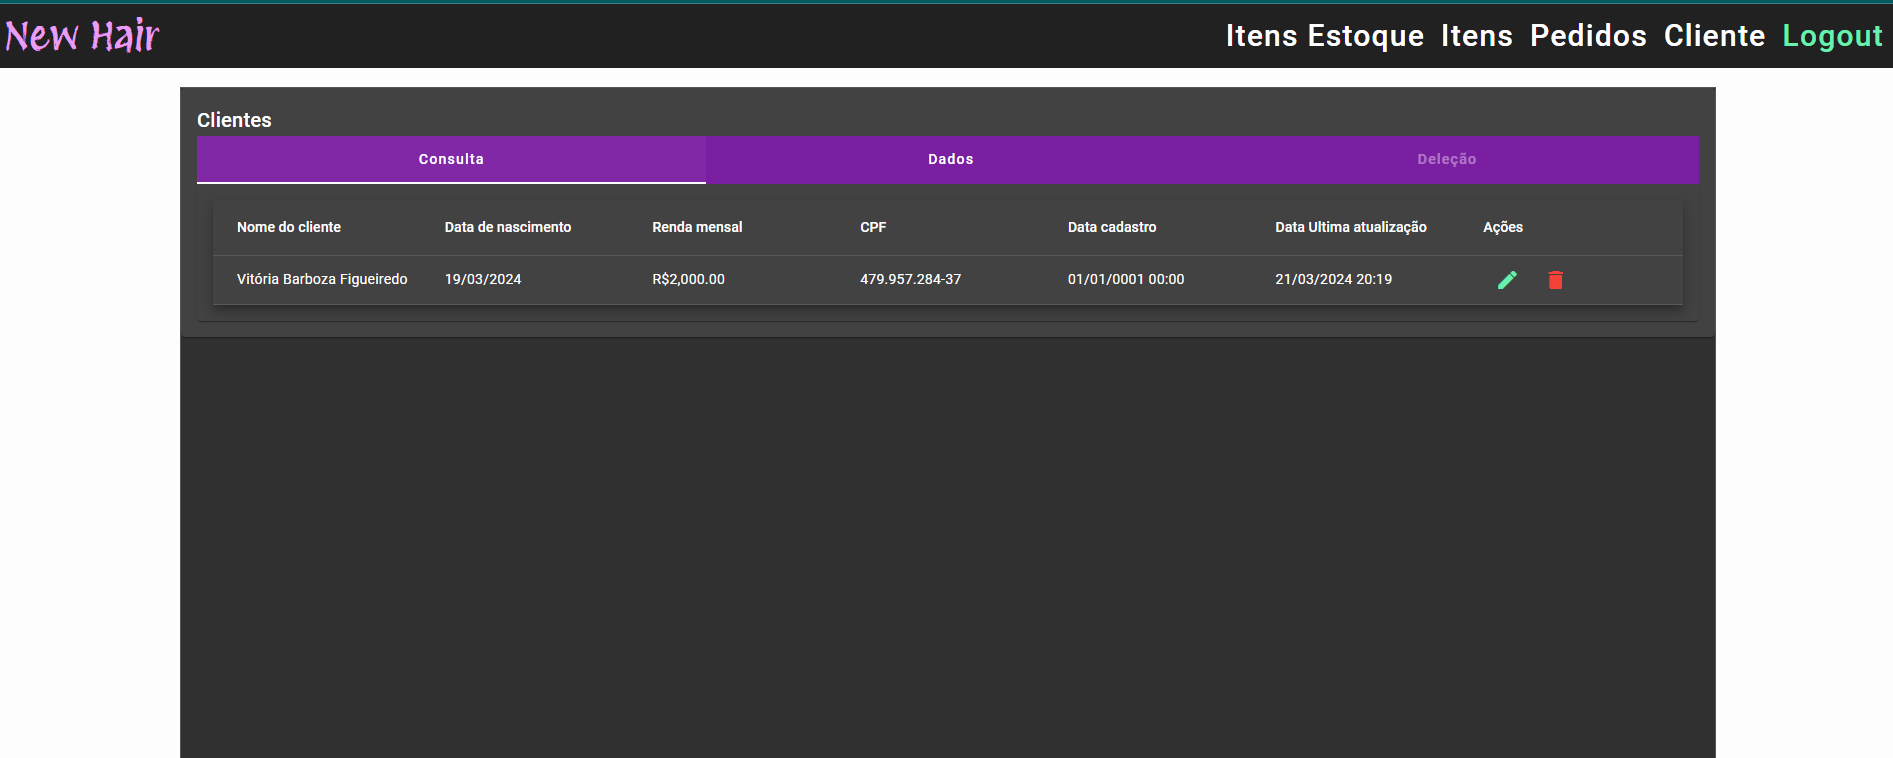 New Hair Itens Estoque Itens Pedidos Cliente Logout
Clientes
Consulta Dados Deleção
Nome do cliente Data de nascimento Renda mensal CPF Data cadastro Data Ultima atualização Ações
Vitória Barboza Figueiredo 19/03/2024 R$2,000.00 479.957.284-37 01/01/0001 00:00 21/03/2024 20:19